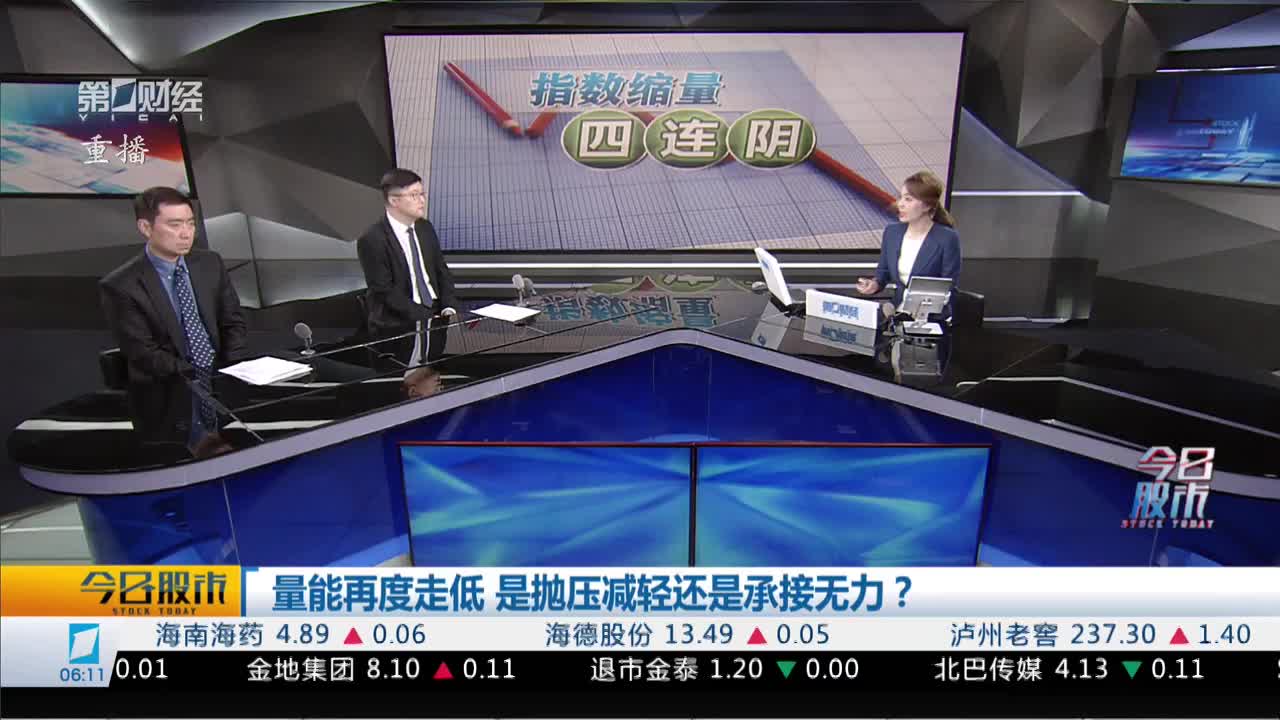 第一财经
YICAI
重播
指数缩量
四连阴
STOCK
TODAY
今日
股市
STOCK TODAY
今日股市
STOCK TODAY
量能再度走低 是抛压减轻还是承接无力?
海南海药 4.89 ▲ 0.06 海德股份 13.49 ▲ 0.05 泸州老窖 237.30 ▲ 1.40
06:11
0.01 金地集团 8.10 ▲ 0.11 退市金泰 1.20 ▼ 0.00 北巴传媒 4.13 ▼ 0.11